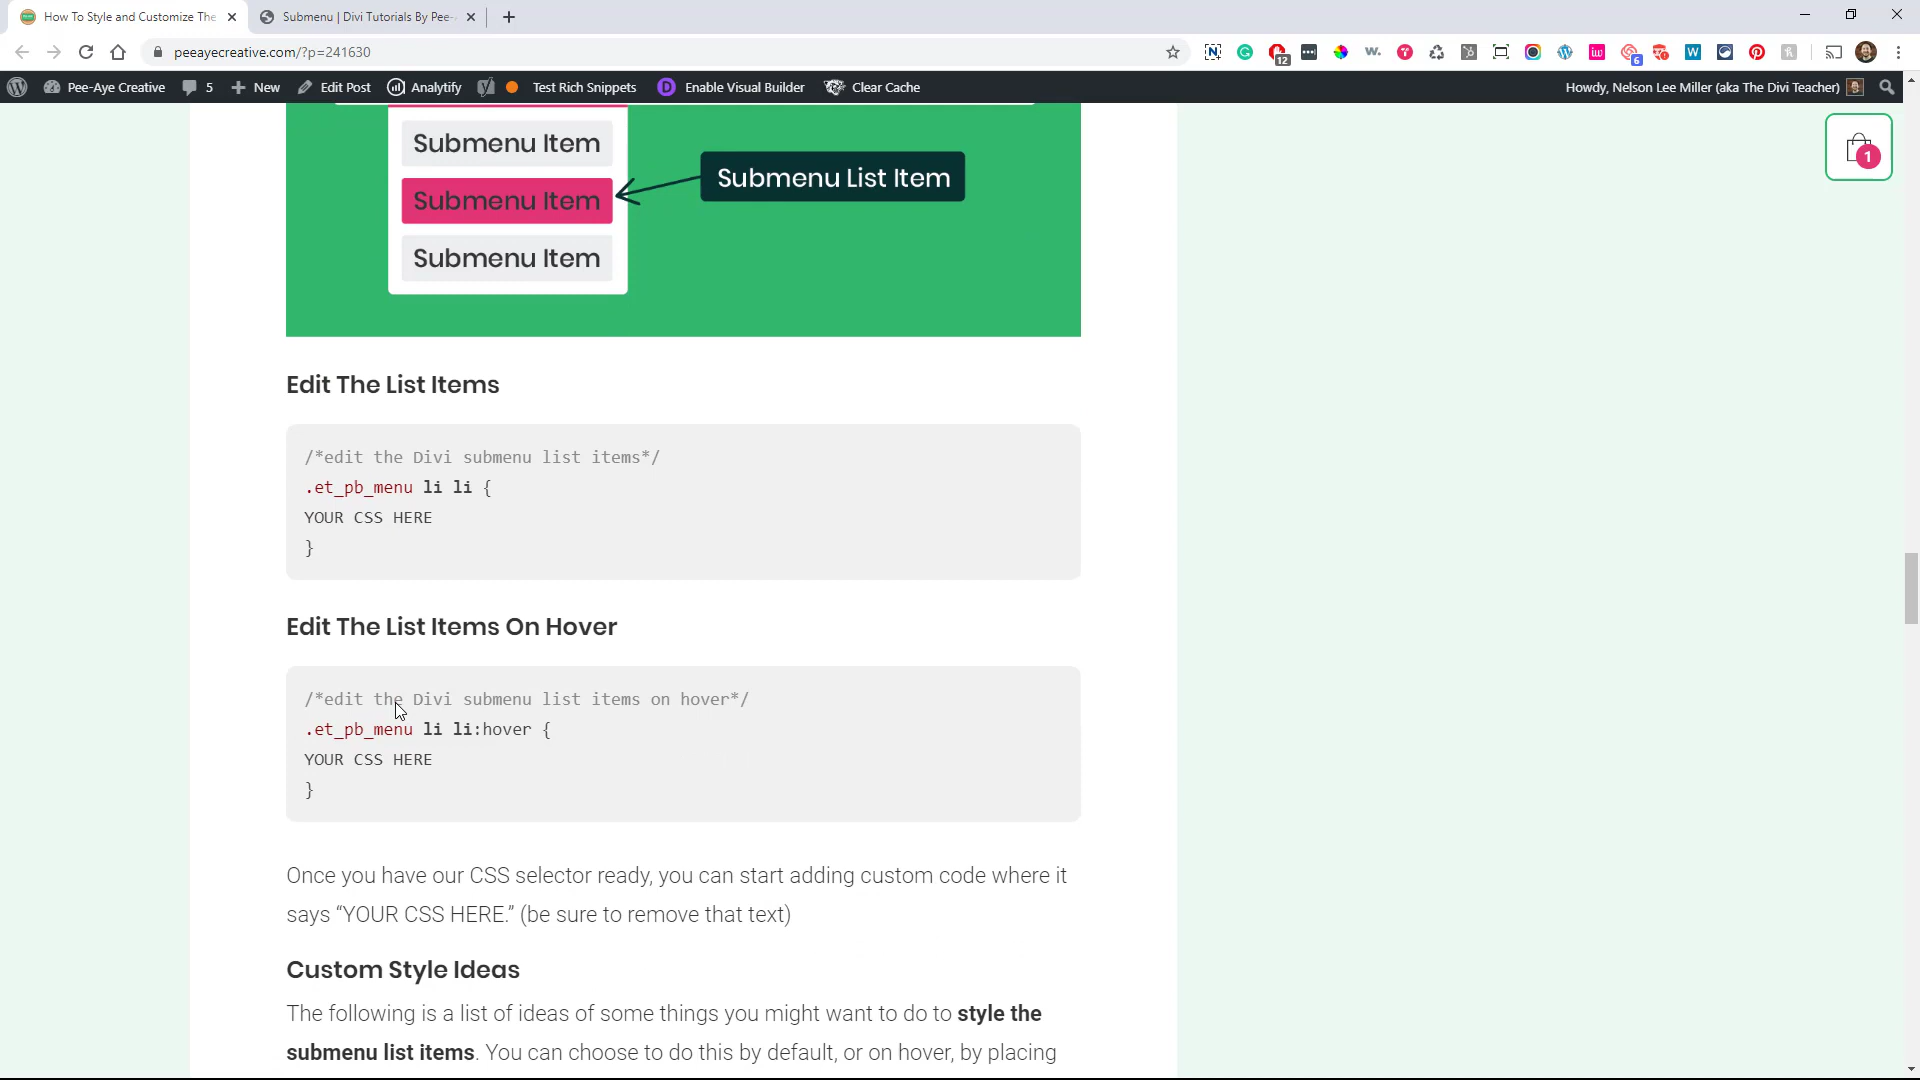 How To Style and Customize The
Submenu | Divi Tutorials By Pee-
peeayecreative.com/?p=241630
12
6
Pee-Aye Creative
5
New
Edit Post
Analytify
Test Rich Snippets
Enable Visual Builder
Clear Cache
Howdy, Nelson Lee Miller (aka The Divi Teacher)
1
Submenu Item
Submenu Item
Submenu Item
Submenu List Item
Edit The List Items
/*edit the Divi submenu list items*/
.et_pb_menu li li {
YOUR CSS HERE
}
Edit The List Items On Hover
/*edit the Divi submenu list items on hover*/
.et_pb_menu li li:hover {
YOUR CSS HERE
}
Once you have our CSS selector ready, you can start adding custom code where it
says “YOUR CSS HERE.” (be sure to remove that text)
Custom Style Ideas
The following is a list of ideas of some things you might want to do to style the
submenu list items. You can choose to do this by default, or on hover, by placing